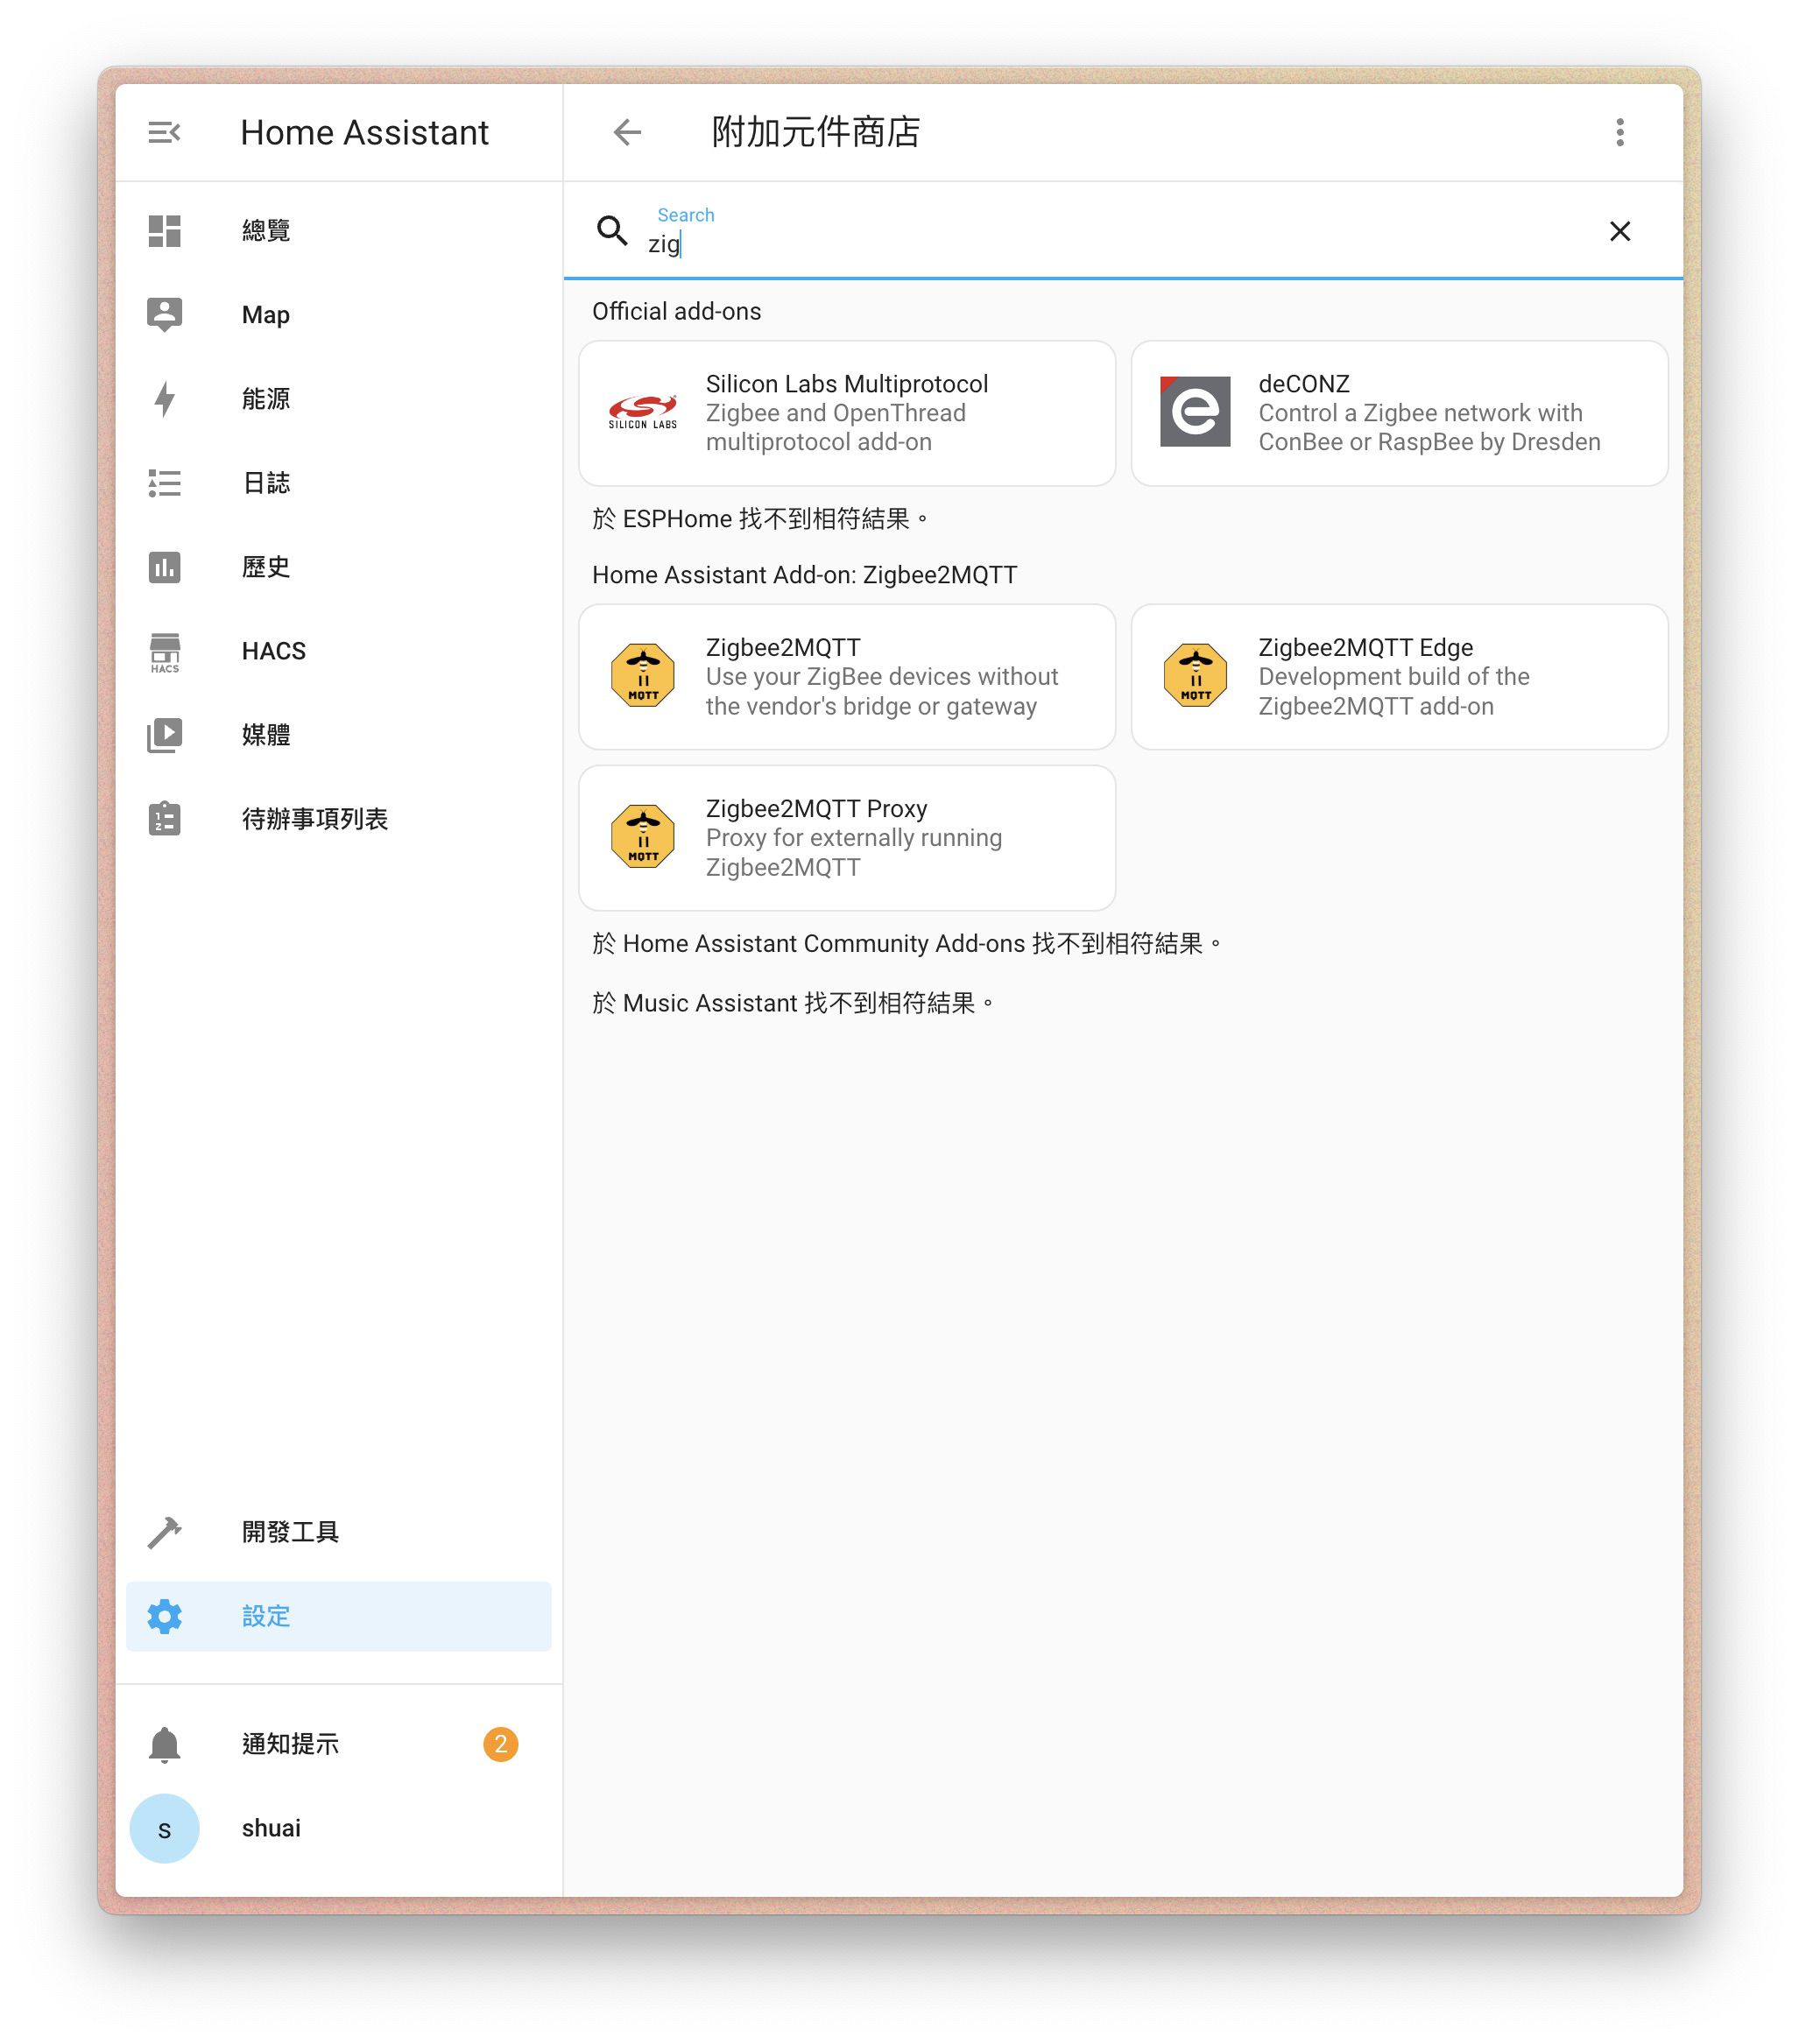 Home Assistant
總覽
Map
能源
日誌
歷史
HACS
HACS
媒體
待辦事項列表
開發工具
設定
通知提示
2
s
shuai
附加元件商店
Search
zig
Official add-ons
SILICON LABS
Silicon Labs Multiprotocol
Zigbee and OpenThread
multiprotocol add-on
e
deCONZ
Control a Zigbee network with
ConBee or RaspBee by Dresden
於 ESPHome 找不到相符結果。
Home Assistant Add-on: Zigbee2MQTT
MQTT
Zigbee2MQTT
Use your ZigBee devices without
the vendor's bridge or gateway
MQTT
Zigbee2MQTT Edge
Development build of the
Zigbee2MQTT add-on
MQTT
Zigbee2MQTT Proxy
Proxy for externally running
Zigbee2MQTT
於 Home Assistant Community Add-ons 找不到相符結果。
於 Music Assistant 找不到相符結果。